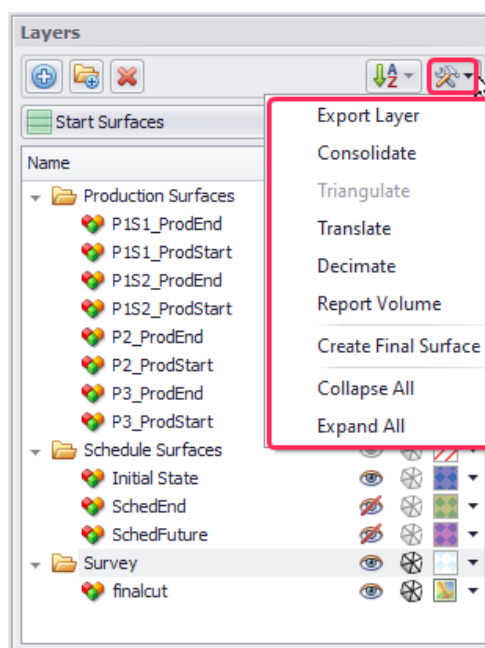 Layers
A
Z
Start Surfaces
Name
Production Surfaces
P1S1_ProdEnd
P1S1_ProdStart
P1S2_ProdEnd
P1S2_ProdStart
P2_ProdEnd
P2_ProdStart
P3_ProdEnd
P3_ProdStart
Schedule Surfaces
Initial State
SchedEnd
SchedFuture
Survey
finalcut
Export Layer
Consolidate
Triangulate
Translate
Decimate
Report Volume
Create Final Surface
Collapse All
Expand All